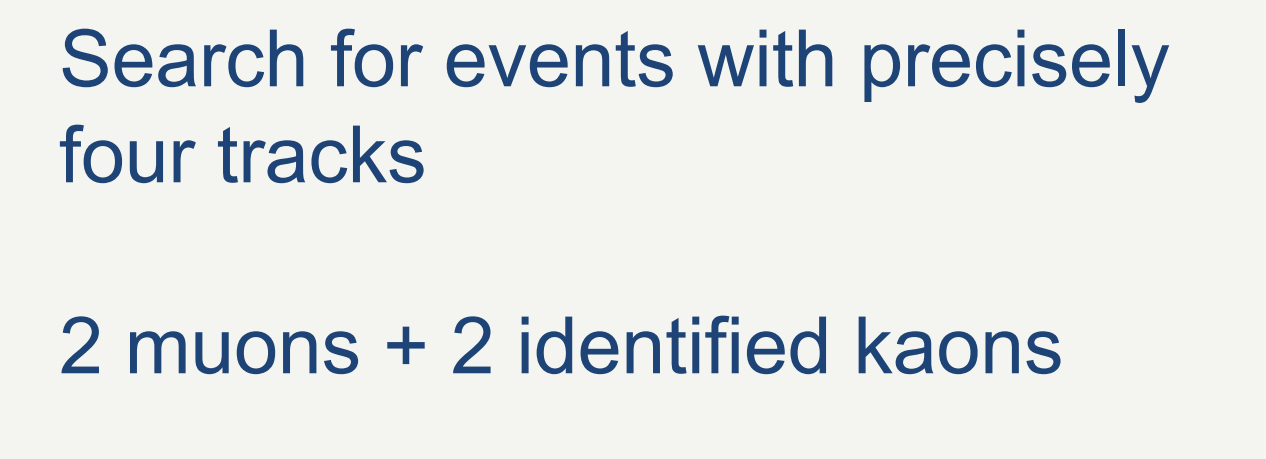 Search for events with precisely
four tracks
2 muons + 2 identified kaons